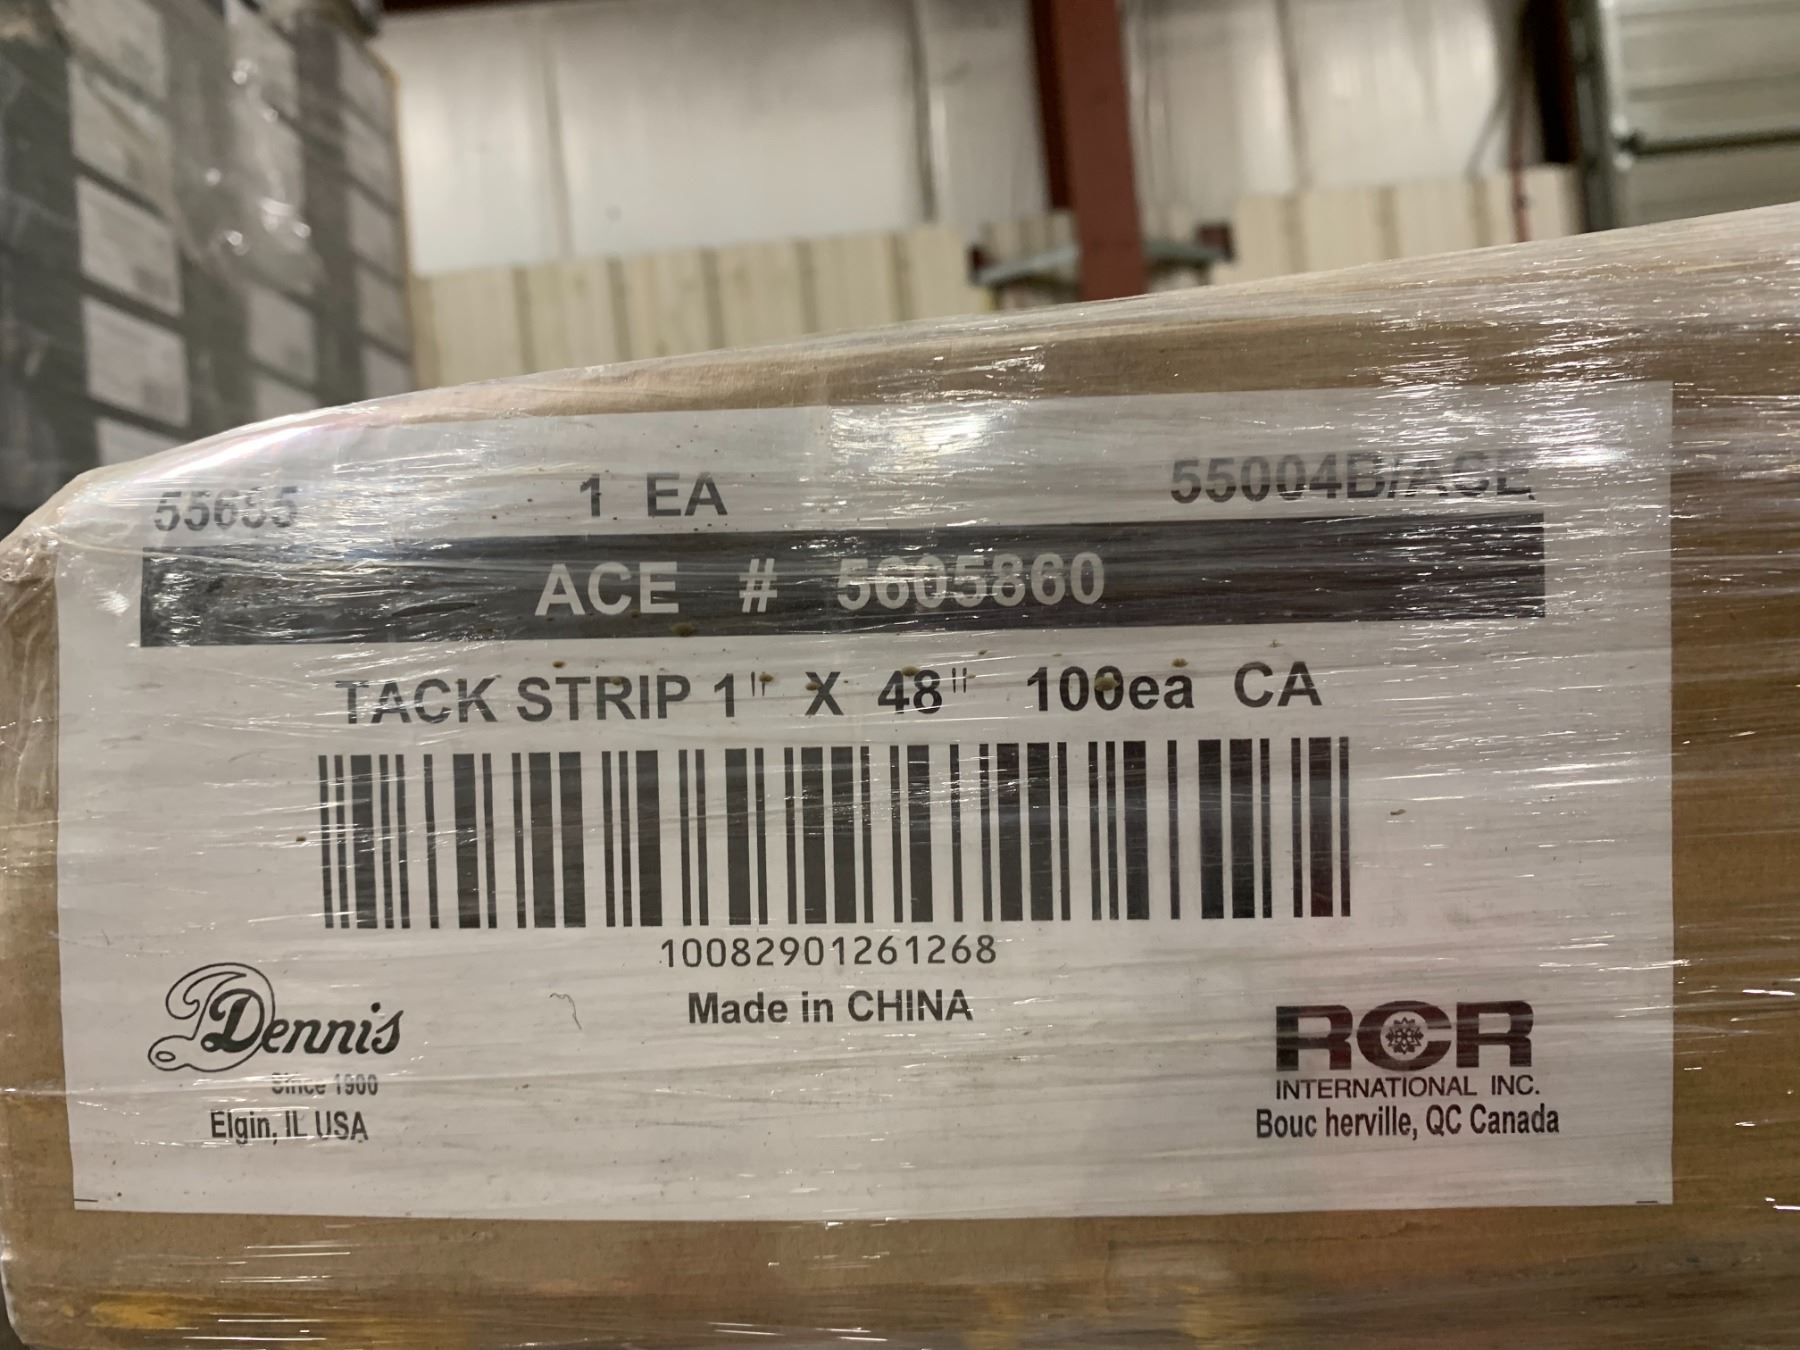 55695 1 EA 55004B/ACE
ACE # 5605860
TACK STRIP 1" X 48" 100ea CA
10082901261268
Made in CHINA
Dennis
Since 1900
Elgin, IL USA
RCR
INTERNATIONAL INC.
Bouc herville, QC Canada